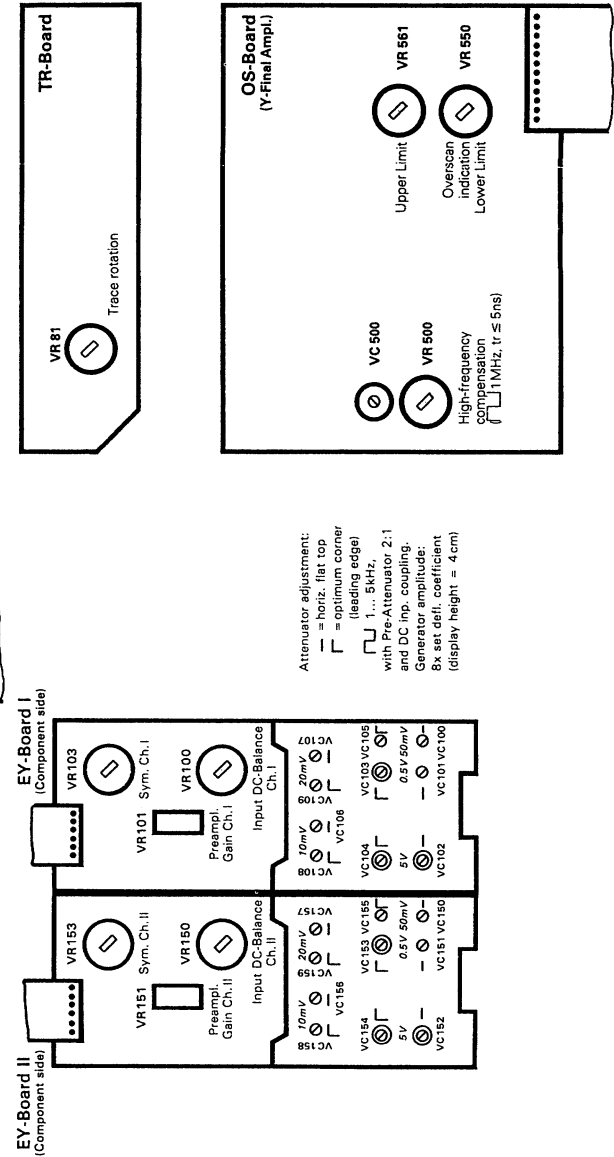 TR-Board
VR 81
Trace rotation
OS-Board
(Y-Final Ampl.)
VR 561
Upper Limit
VR 550
Overscan
indication
Lower Limit
VC 500
VR 500
High-frequency
compensation
1 MHz, tr ≤ 5ns)
Attenuator adjustment:
— = horiz. flat top
= optimum corner
(leading edge)
1... 5kHz,
with Pre-Attenuator 2:1
and DC inp. coupling.
Generator amplitude:
8x set defl. coefficient
(display height = 4cm)
EY-Board II
(Component side)
VR153
Sym. Ch.II
VR151
Preampl.
Gain Ch.II
VR150
Input DC-Balance
Ch.II
VC158
10mV
VC156
VC159
20mV
VC157
VC154
VC153
VC155
5V
0.5V
50mV
VC152
VC151
VC150
EY-Board I
(Component side)
VR103
Sym. Ch.I
VR101
Preampl.
Gain Ch.I
VR100
Input DC-Balance
Ch.I
VC108
10mV
VC106
VC109
20mV
VC107
VC104
VC103
VC105
5V
0.5V
50mV
VC102
VC101
VC100